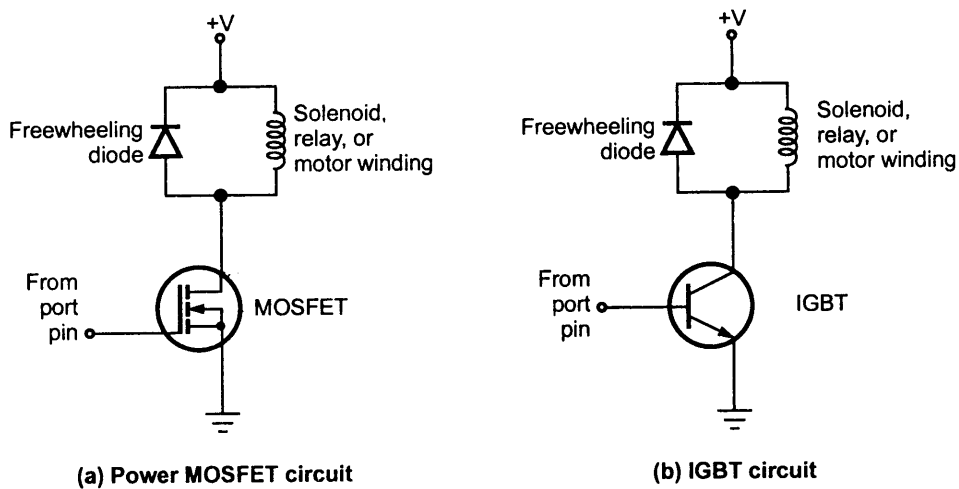 +V
Freewheeling
diode
Solenoid,
relay, or
motor winding
From
port
pin
MOSFET
(a) Power MOSFET circuit
+V
Freewheeling
diode
Solenoid,
relay, or
motor winding
From
port
pin
IGBT
(b) IGBT circuit